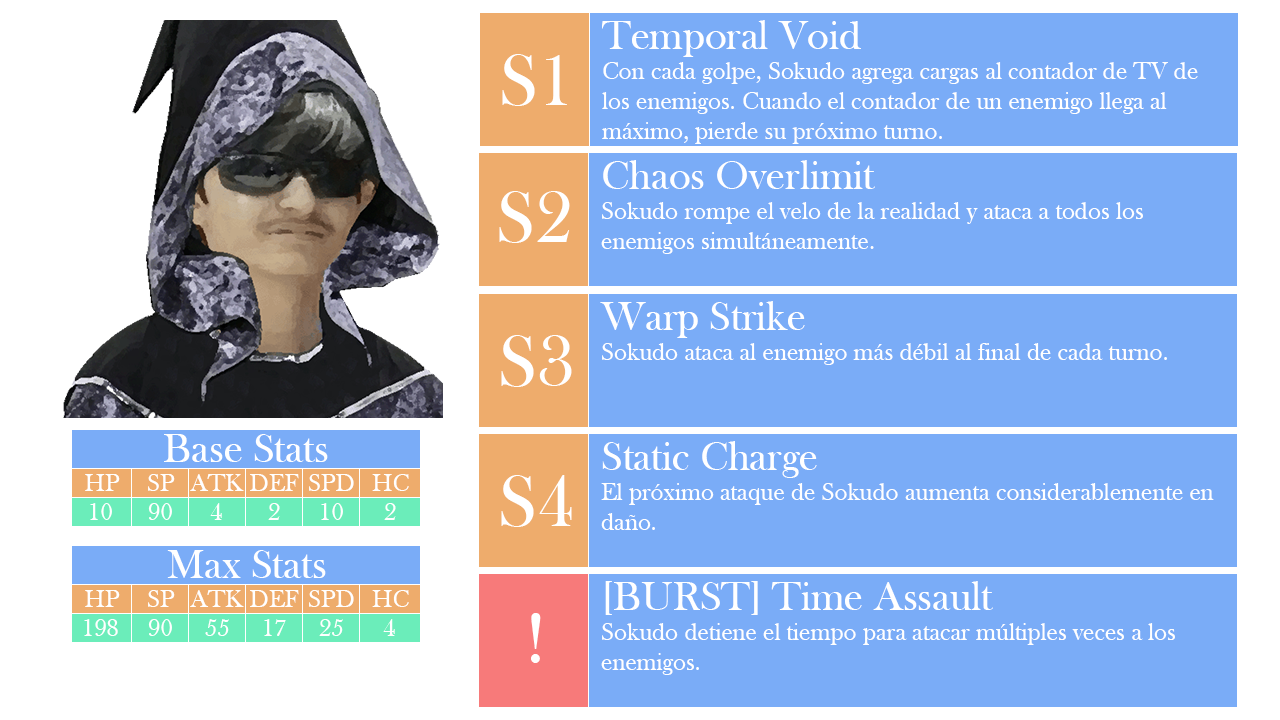 Base Stats
HP SP ATK DEF SPD HC
10 90 4 2 10 2
Max Stats
HP SP ATK DEF SPD HC
198 90 55 17 25 4
S1
Temporal Void
Con cada golpe, Sokudo agrega cargas al contador de TV de
los enemigos. Cuando el contador de un enemigo llega al
máximo, pierde su próximo turno.
S2
Chaos Overlimit
Sokudo rompe el velo de la realidad y ataca a todos los
enemigos simultáneamente.
S3
Warp Strike
Sokudo ataca al enemigo más débil al final de cada turno.
S4
Static Charge
El próximo ataque de Sokudo aumenta considerablemente en
daño.
!
[BURST] Time Assault
Sokudo detiene el tiempo para atacar múltiples veces a los
enemigos.